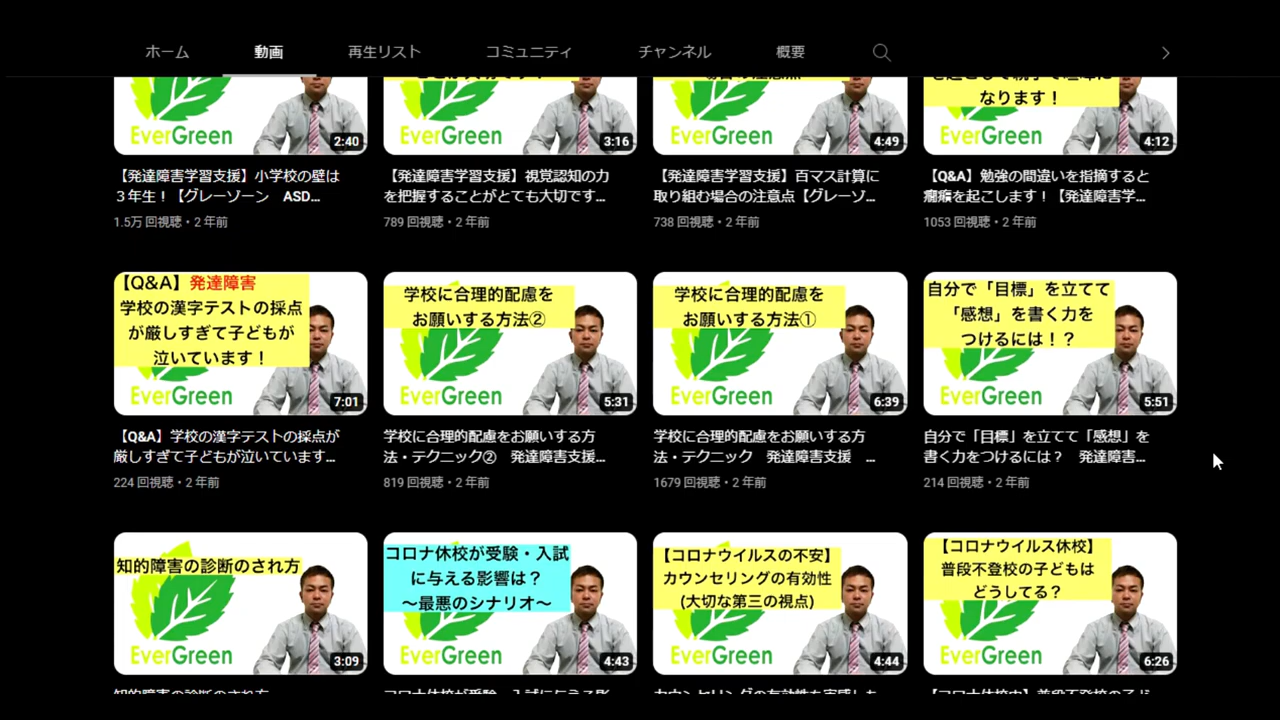 ホーム 動画 再生リスト コミュニティ チャンネル 概要
なります！
EverGreen 2:40
EverGreen 3:16
EverGreen 4:49
EverGreen 4:12
【発達障害学習支援】小学校の壁は
３年生！【グレーゾーン ASD...
1.5万 回視聴・2 年前
【発達障害学習支援】視覚認知の力
を把握することがとても大切です...
789 回視聴・2 年前
【発達障害学習支援】百マス計算に
取り組む場合の注意点【グレーゾ...
738 回視聴・2 年前
【Q&A】勉強の間違いを指摘すると
癇癪を起こします！【発達障害学...
1053 回視聴・2 年前
【Q&A】発達障害
学校の漢字テストの採点
が厳しすぎて子どもが
泣いています！
EverGreen 7:01
学校に合理的配慮を
お願いする方法②
EverGreen 5:31
学校に合理的配慮を
お願いする方法①
EverGreen 6:39
自分で「目標」を立てて
「感想」を書く力を
つけるには！？
EverGreen 5:51
【Q&A】学校の漢字テストの採点が
厳しすぎて子どもが泣いています...
224 回視聴・2 年前
学校に合理的配慮をお願いする方
法・テクニック② 発達障害支援...
819 回視聴・2 年前
学校に合理的配慮をお願いする方
法・テクニック 発達障害支援 ...
1679 回視聴・2 年前
自分で「目標」を立てて「感想」を
書く力をつけるには？ 発達障害...
214 回視聴・2 年前
知的障害の診断のされ方
EverGreen 3:09
コロナ休校が受験・入試
に与える影響は？
～最悪のシナリオ～
EverGreen 4:43
【コロナウイルスの不安】
カウンセリングの有効性
(大切な第三の視点)
EverGreen 4:44
【コロナウイルス休校】
普段不登校の子どもは
どうしてる？
EverGreen 6:26